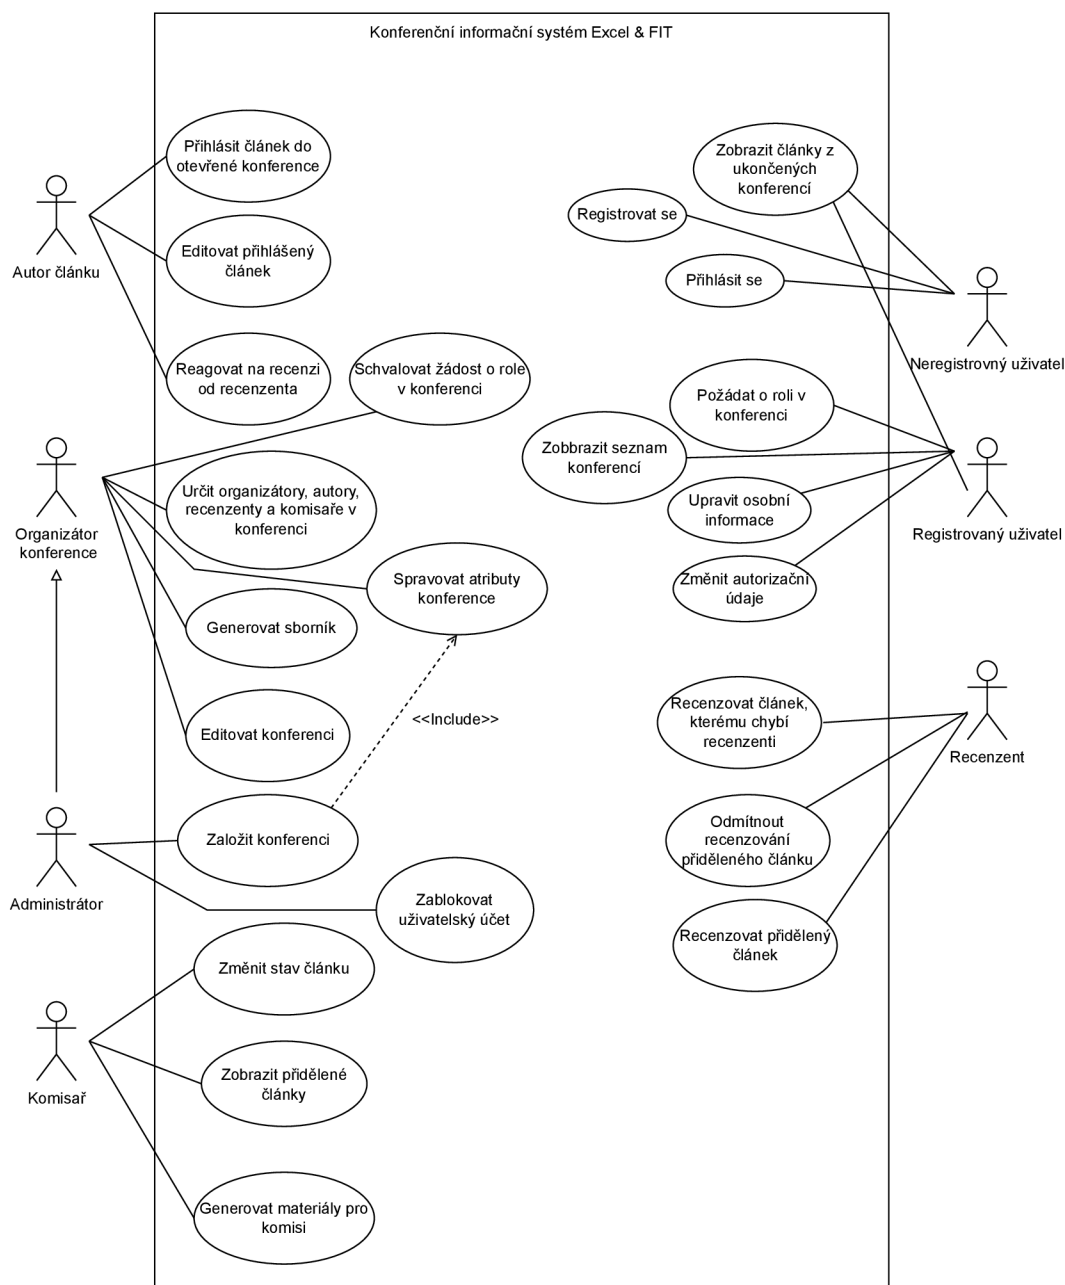 Konferenční informační systém Excel & FIT
Přihlásit článek do
otevřené konference
Autor článku
Editovat přihlášený
článek
Reagovat na recenzi
od recenzenta
Schvalovat žádost o role
v konferenci
Organizátor
konference
Určit organizátory, autory,
recenzenty a komisaře v
konferenci
Spravovat atributy
konference
Generovat sborník
<<Include>>
Editovat konferenci
Založit konferenci
Administrátor
Zablokovat
uživatelský účet
Změnit stav článku
Komisař
Zobrazit přidělené
články
Generovat materiály pro
komisi
Zobrazit články z
ukončených
konferencí
Registrovat se
Přihlásit se
Neregistrovný uživatel
Požádat o roli v
konferenci
Zobbrazit seznam
konferencí
Upravit osobní
informace
Registrovaný uživatel
Změnit autorizační
údaje
Recenzovat článek,
kterému chybí
recenzenti
Recenzent
Odmítnout
recenzování
přiděleného článku
Recenzovat přidělený
článek